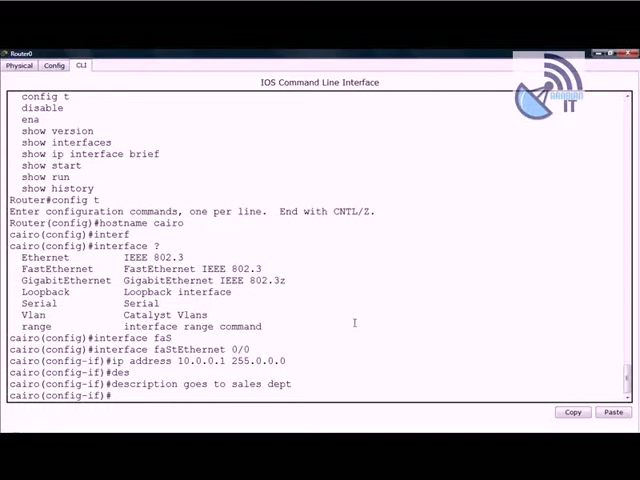 Router0
Physical Config CLI
IOS Command Line Interface
config t
disable
ena
show version
show interfaces
show ip interface brief
show start
show run
show history
Router#config t
Enter configuration commands, one per line.  End with CNTL/Z.
Router(config)#hostname cairo
cairo(config)#interf
cairo(config)#interface ?
Ethernet IEEE 802.3
FastEthernet FastEthernet IEEE 802.3
GigabitEthernet GigabitEthernet IEEE 802.3z
Loopback Loopback interface
Serial Serial
Vlan Catalyst Vlans
range interface range command
cairo(config)#interface faS
cairo(config)#interface faStEthernet 0/0
cairo(config-if)#ip address 10.0.0.1 255.0.0.0
cairo(config-if)#des
cairo(config-if)#description goes to sales dept
cairo(config-if)#
Copy Paste
IT